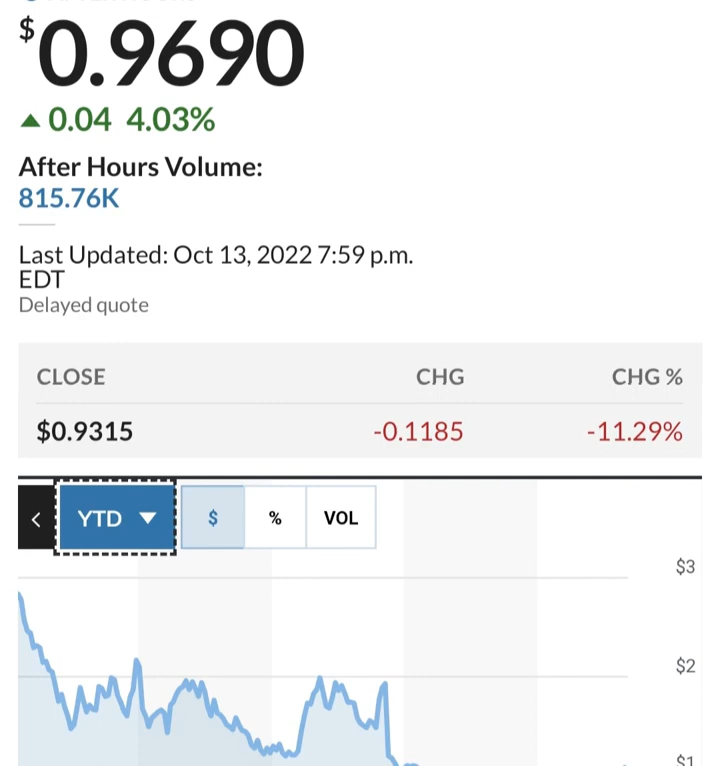 $0.9690
▲ 0.04 4.03%
After Hours Volume:
815.76K
Last Updated: Oct 13, 2022 7:59 p.m.
EDT
Delayed quote
CLOSE CHG CHG %
$0.9315 -0.1185 -11.29%
< YTD ▼ $ % VOL
$3
$2
$1